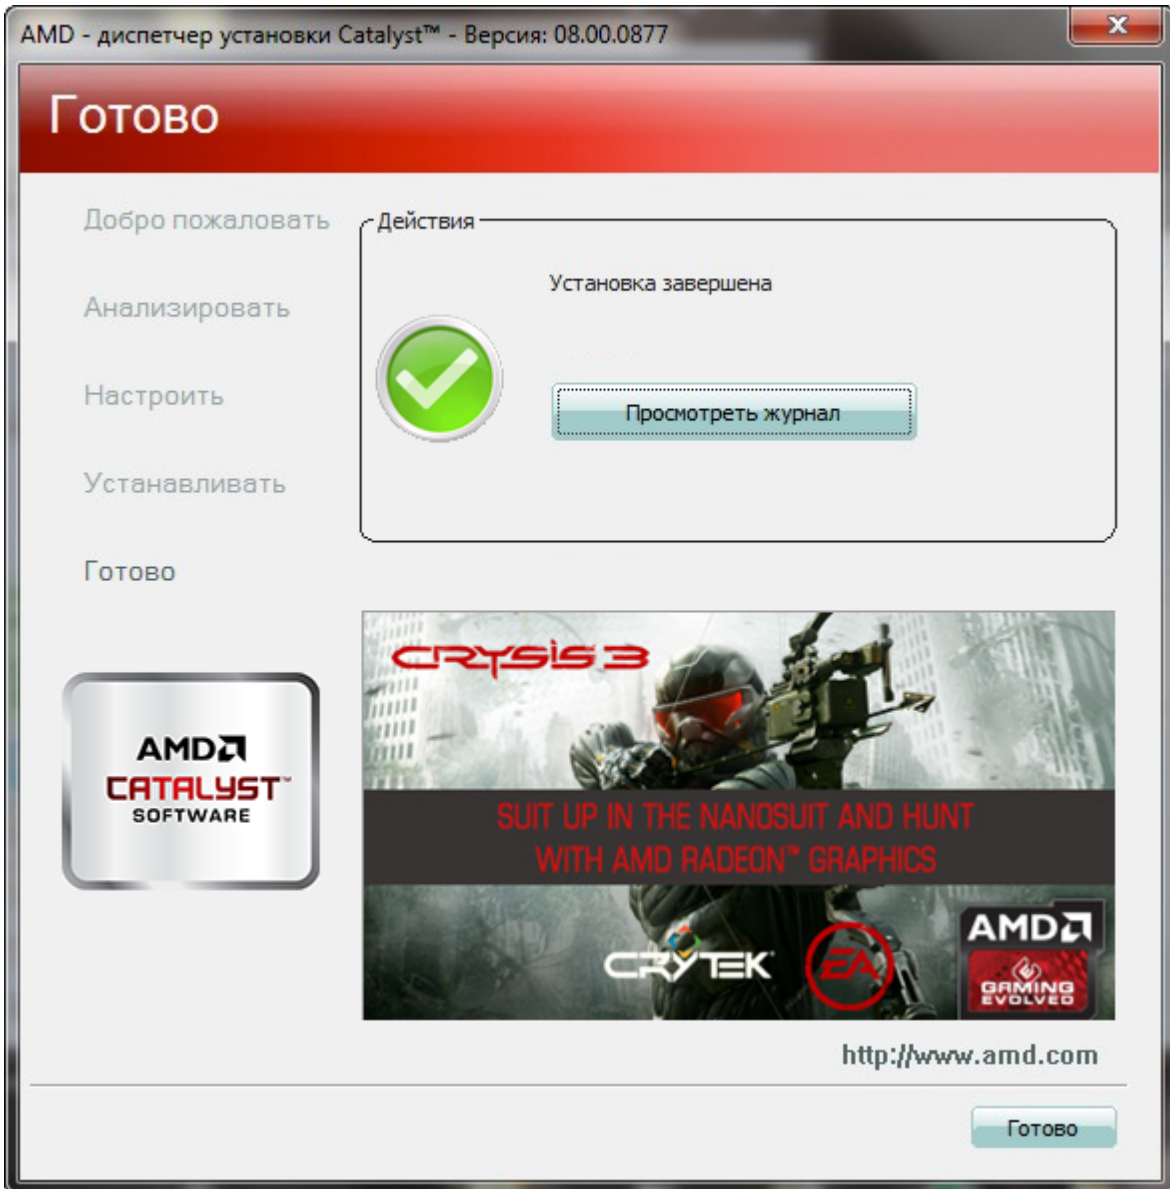 AMD - диспетчер установки Catalyst™ - Версия: 08.00.0877
Готово
Добро пожаловать
Анализировать
Настроить
Устанавливать
Готово
Действия
Установка завершена
Просмотреть журнал
AMD
CATALYST™
SOFTWARE
CRYSIS 3
SUIT UP IN THE NANOSUIT AND HUNT
WITH AMD RADEON™ GRAPHICS
CRYTEK
EA
AMD
GAMING
EVOLVED
http://www.amd.com
Готово